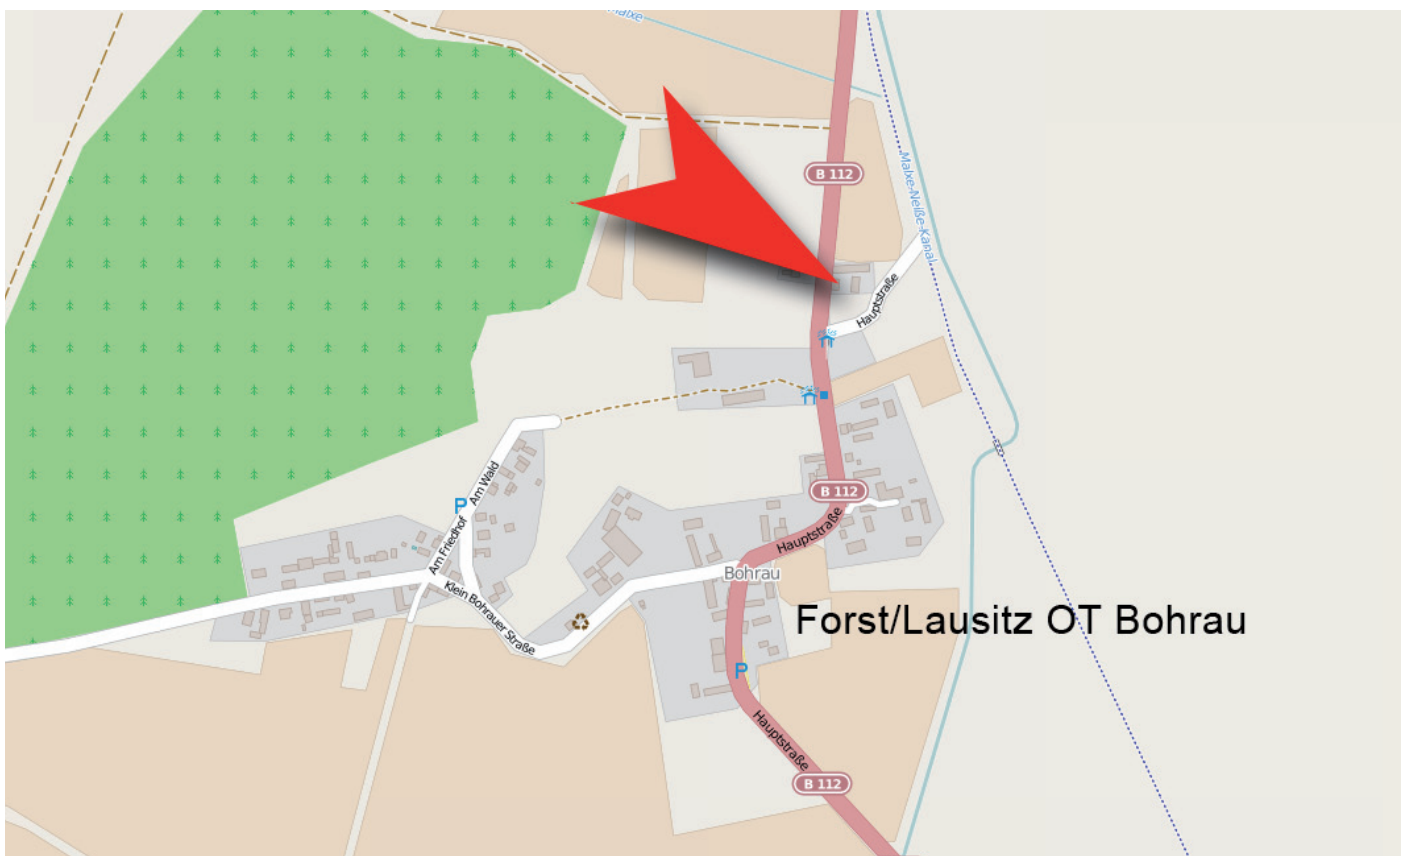 Malxe
B 112
Malxe-Neiße-Kanal
Hauptstraße
Am Wald
P
B 112
Am Friedhof
Hauptstraße
Bohrau
Klein Bohrauer Straße
Forst/Lausitz OT Bohrau
P
Hauptstraße
B 112